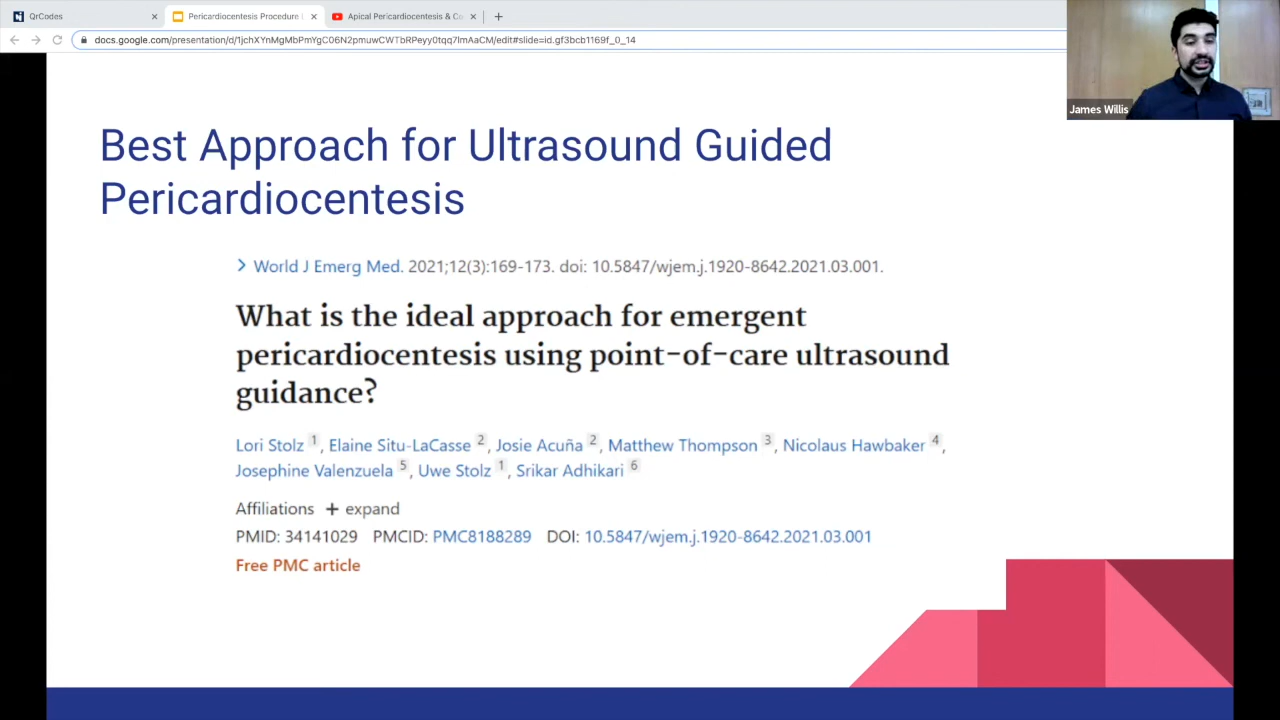 QrCodes
Pericardiocentesis Procedure
Apical Pericardiocentesis & Co
docs.google.com/presentation/d/1jchXYnMgMbPmYgC06N2pmuwCWTbRPeyy0tqq7lmAaCM/edit#slide=id.gf3bcb1169f_0_14
James Willis
Best Approach for Ultrasound Guided
Pericardiocentesis
World J Emerg Med. 2021;12(3):169-173. doi: 10.5847/wjem.j.1920-8642.2021.03.001.
What is the ideal approach for emergent
pericardiocentesis using point-of-care ultrasound
guidance?
Lori Stolz 1, Elaine Situ-LaCasse 2, Josie Acuña 2, Matthew Thompson 3, Nicolaus Hawbaker 4,
Josephine Valenzuela 5, Uwe Stolz 1, Srikar Adhikari 6
Affiliations + expand
PMID: 34141029 PMCID: PMC8188289 DOI: 10.5847/wjem.j.1920-8642.2021.03.001
Free PMC article